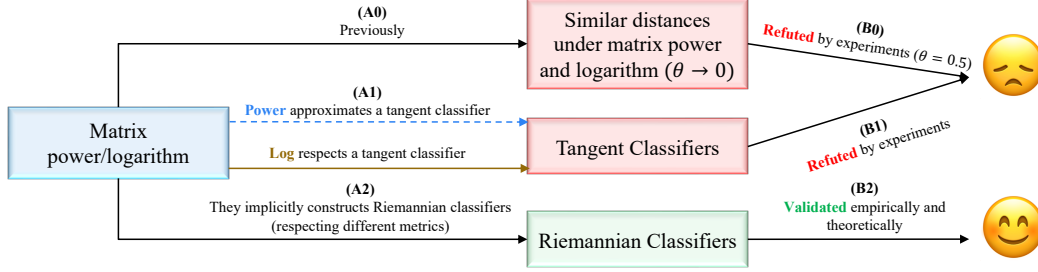 (A0)
Previously
Similar distances
under matrix power
and logarithm (θ → 0)
(B0)
Refuted by experiments (θ = 0.5)
Matrix
power/logarithm
(A1)
Power approximates a tangent classifier
Log respects a tangent classifier
Tangent Classifiers
(B1)
Refuted by experiments
(A2)
They implicitly constructs Riemannian classifiers
(respecting different metrics)
Riemannian Classifiers
(B2)
Validated empirically and
theoretically